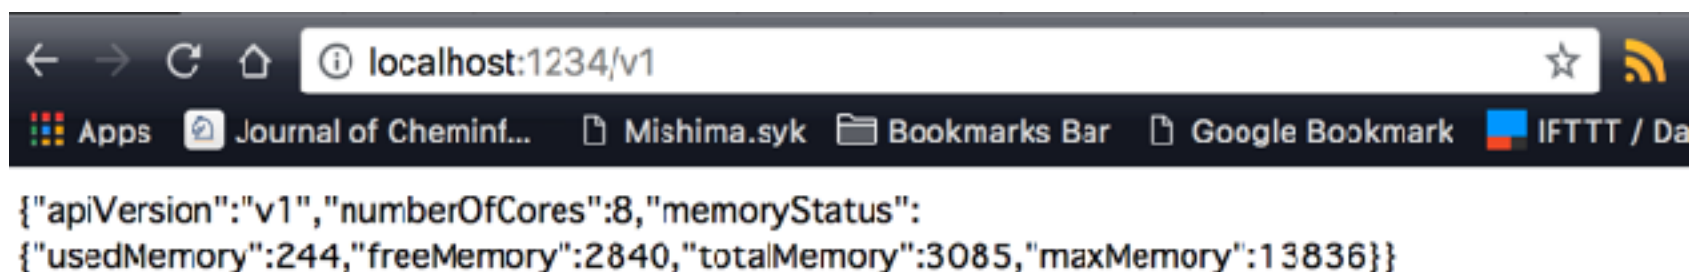 localhost:1234/v1
Apps Journal of Cheminf... Mishima.syk Bookmarks Bar Google Bookmark IFTTT / Da
{"apiVersion":"v1","numberOfCores":8,"memoryStatus":
{"usedMemory":244,"freeMemory":2840,"totalMemory":3085,"maxMemory":13836}}